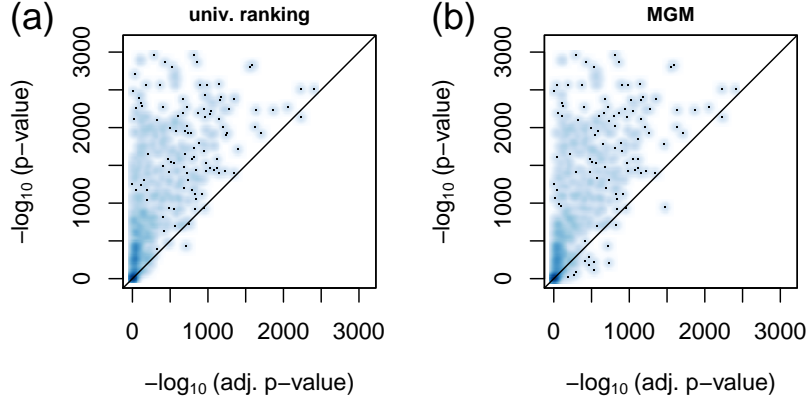 (a)
univ. ranking
−log10 (p−value)
3000
2000
1000
0
0 1000 2000 3000
−log10 (adj. p−value)
(b)
MGM
−log10 (p−value)
3000
2000
1000
0
0 1000 2000 3000
−log10 (adj. p−value)